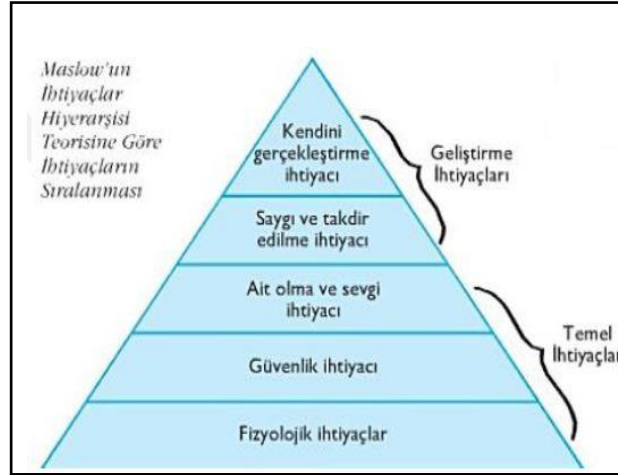 Maslow'un
İhtiyaçlar
Hiyerarşisi
Teorisine Göre
İhtiyaçların
Sıralanması
Kendini
gerçekleştirme
ihtiyacı
Geliştirme
İhtiyaçları
Saygı ve takdir
edilme ihtiyacı
Ait olma ve sevgi
ihtiyacı
Temel
İhtiyaçlar
Güvenlik ihtiyacı
Fizyolojik ihtiyaçlar